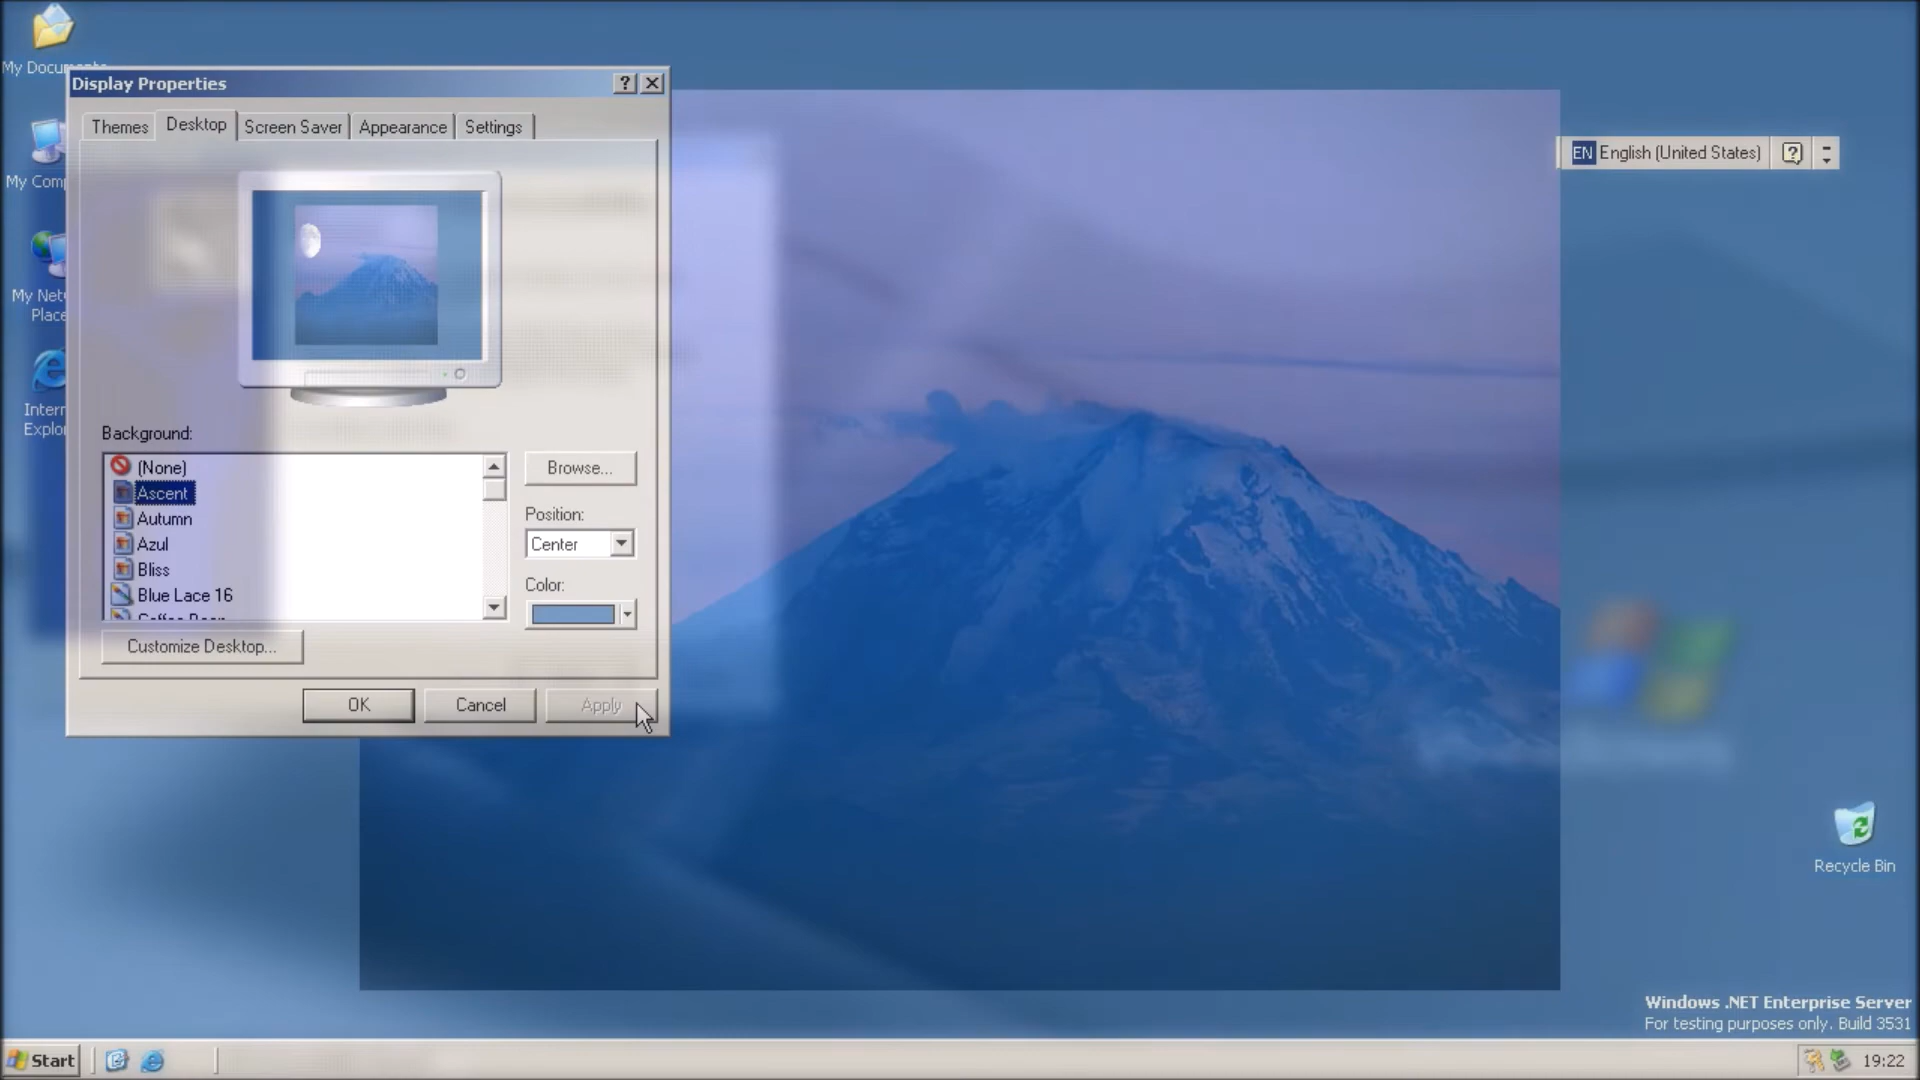 My Documents
Display Properties
Themes
Desktop
Screen Saver
Appearance
Settings
EN English (United States)
My Comp
My Net
Place
Intern
Explor
Background:
(None)
Ascent
Autumn
Azul
Bliss
Blue Lace 16
Browse...
Position:
Center
Color:
Customize Desktop...
OK
Cancel
Apply
Recycle Bin
Windows .NET Enterprise Server
For testing purposes only. Build 3531
Start
19:22